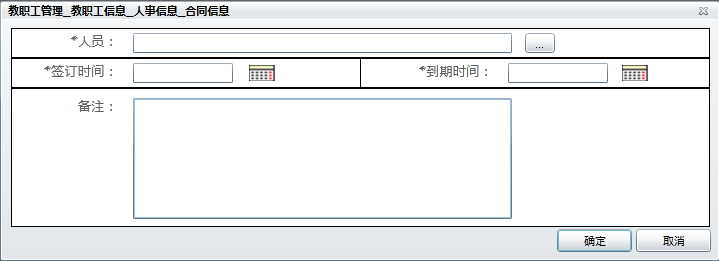 教职工管理_教职工信息_人事信息_合同信息
*人员：
...
*签订时间：
*到期时间：
备注：
确定
取消